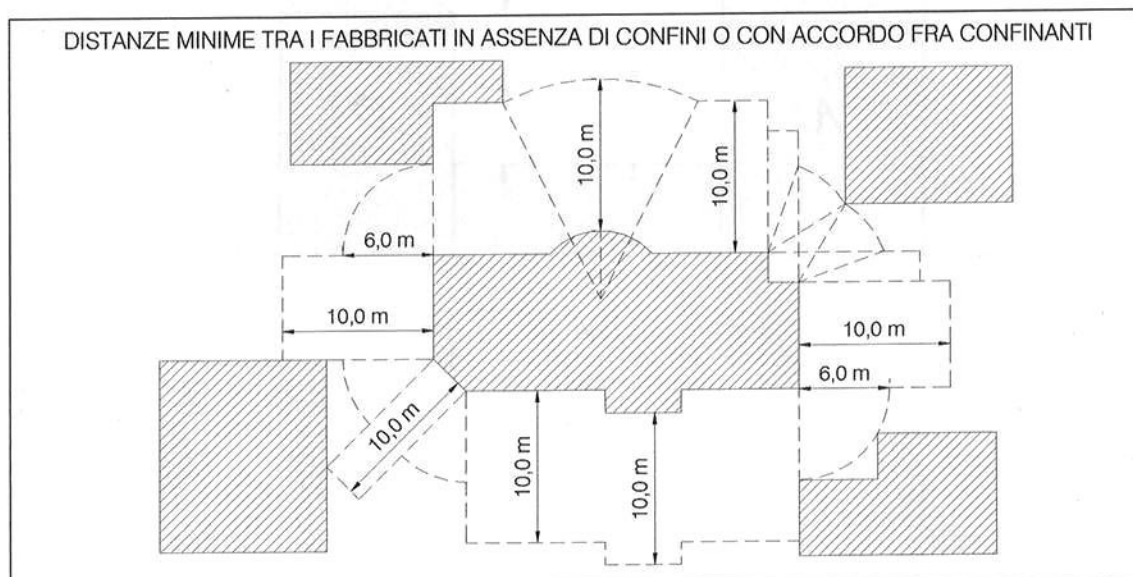 DISTANZE MINIME TRA I FABBRICATI IN ASSENZA DI CONFINI O CON ACCORDO FRA CONFINANTI
10,0 m
10,0 m
6,0 m
10,0 m
10,0 m
6,0 m
10,0 m
10,0 m
10,0 m